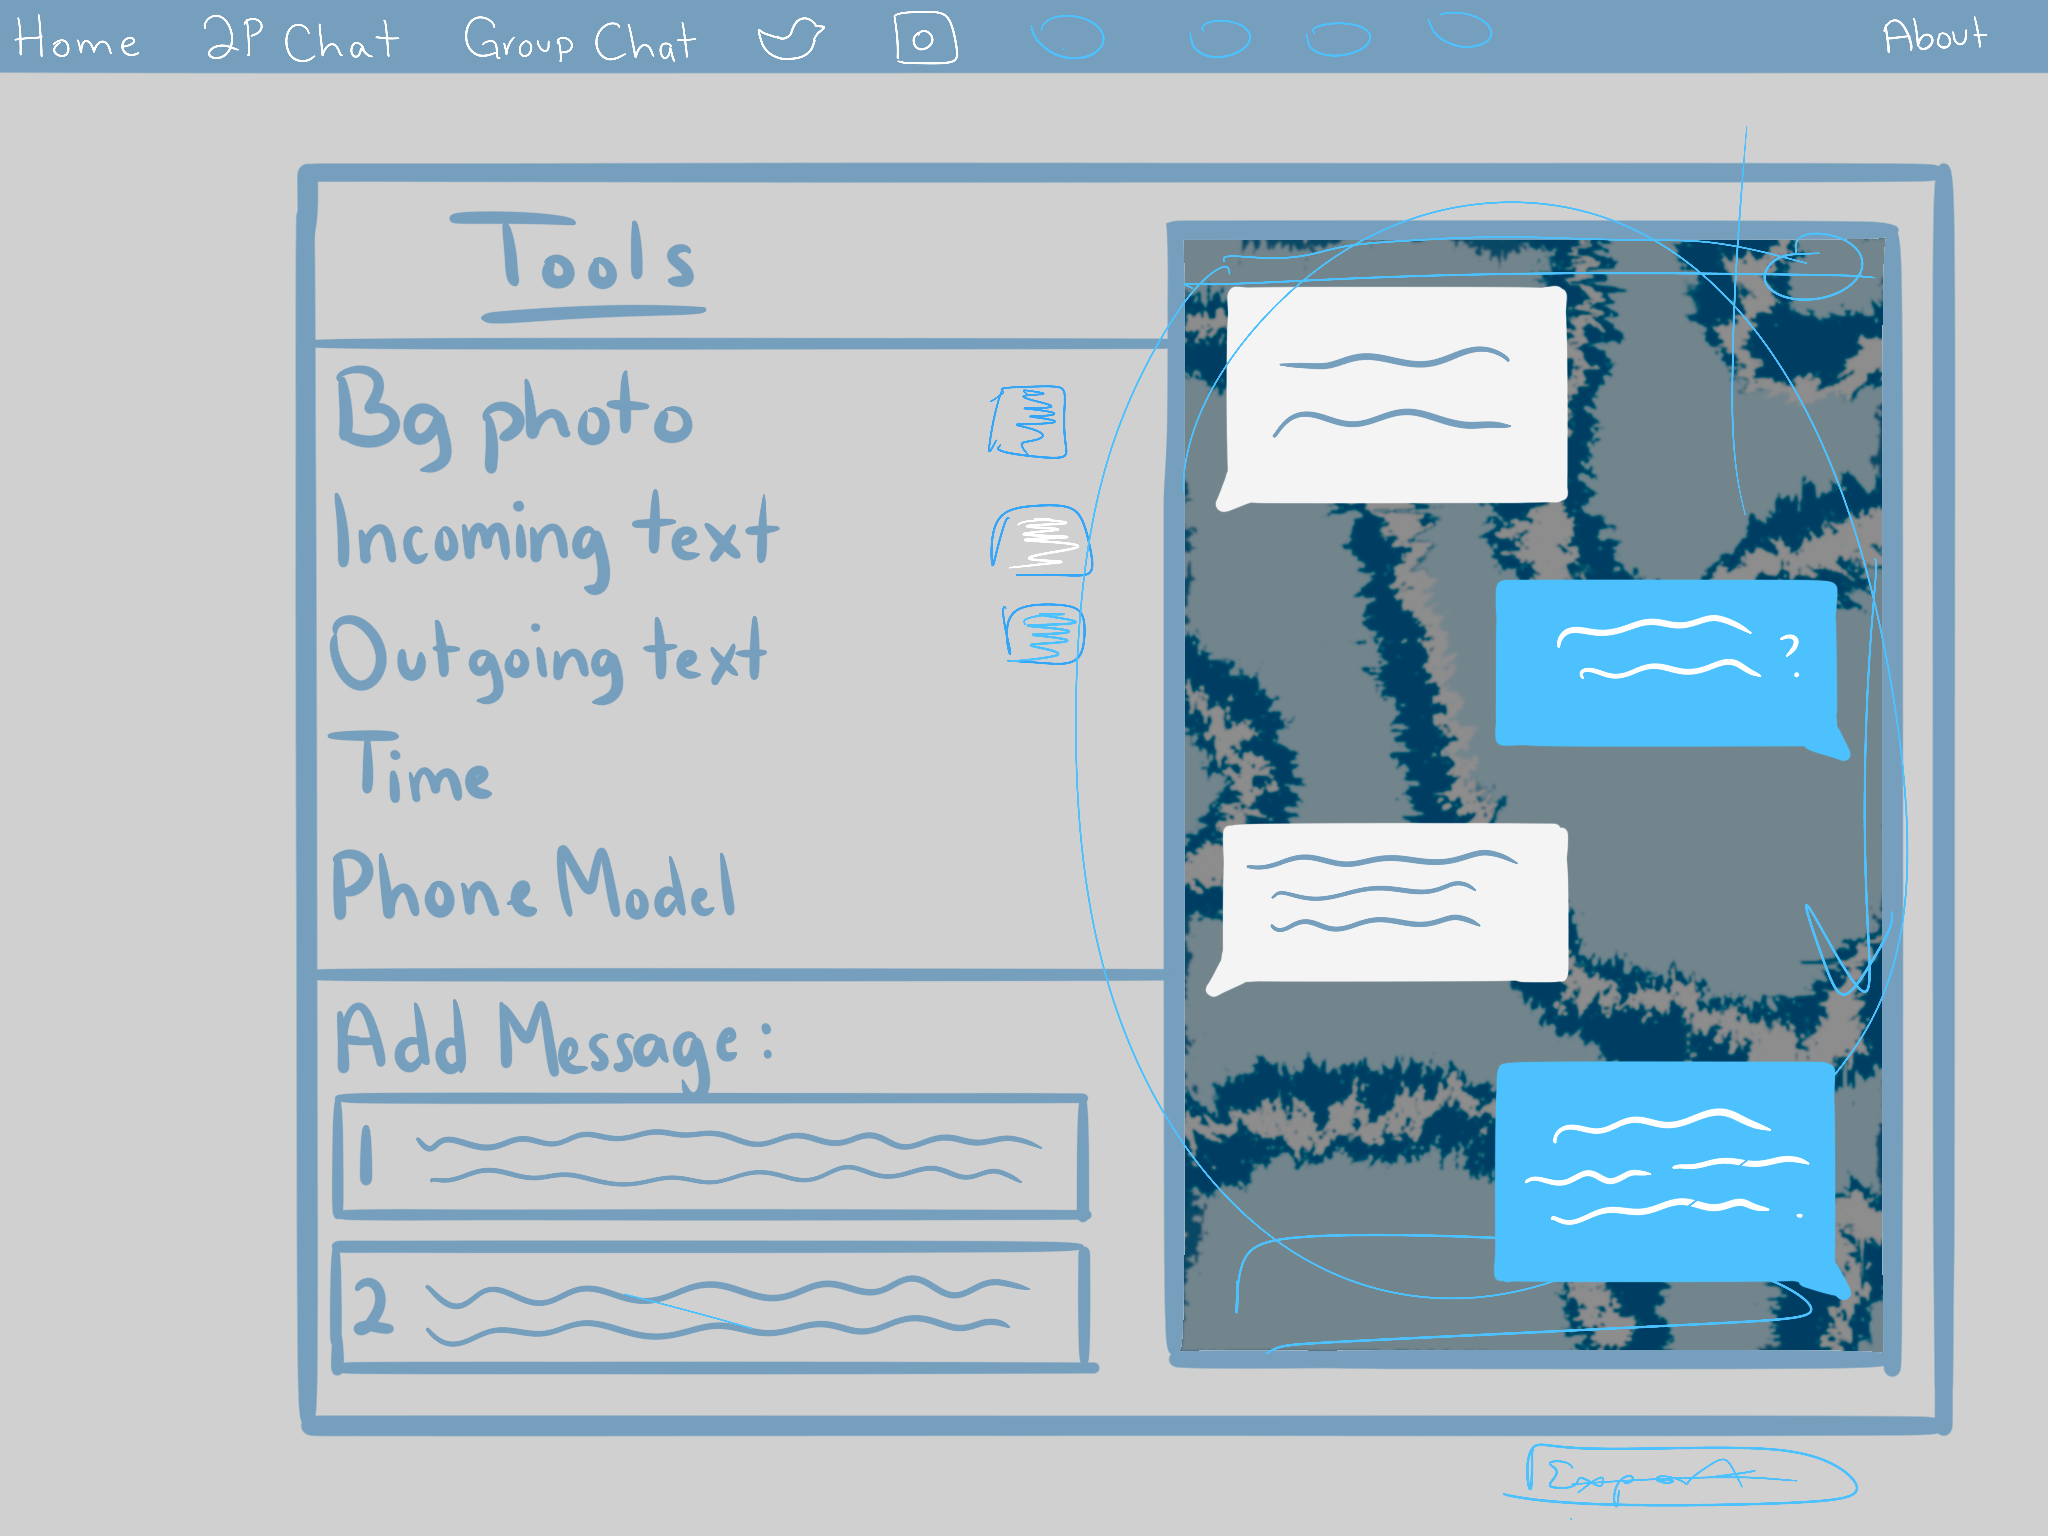 Home 2P Chat Group Chat About
Tools
Bg photo
Incoming text
Outgoing text
Time
Phone Model
Add Message:
1
2
?
Export